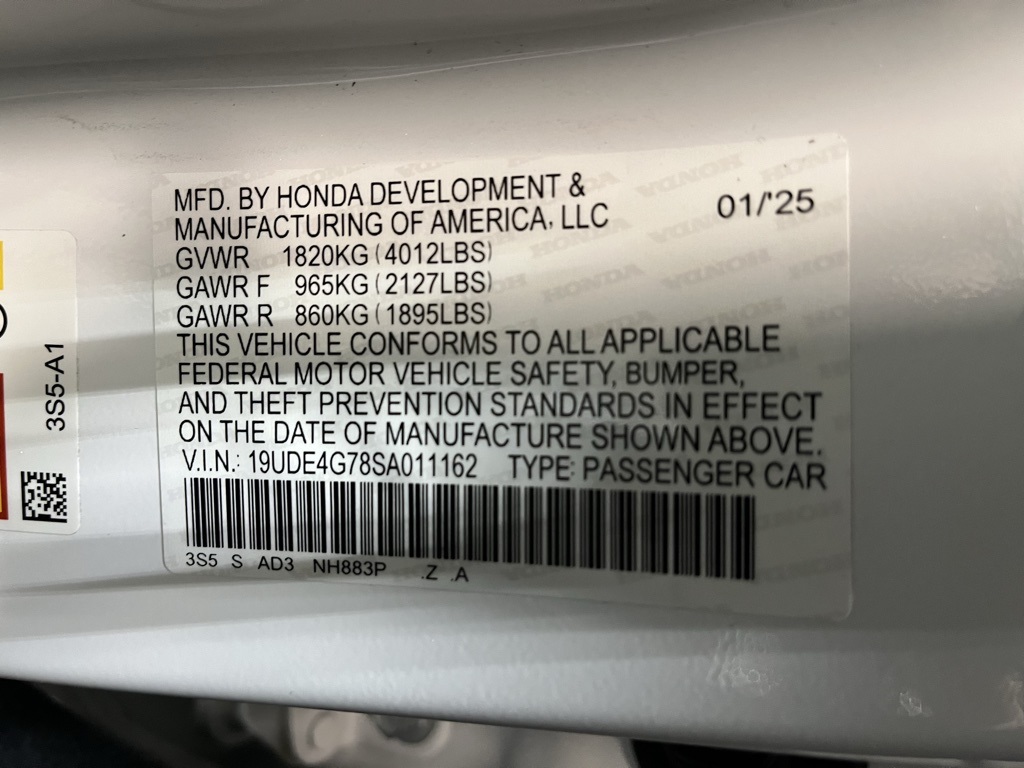 MFD. BY HONDA DEVELOPMENT &
MANUFACTURING OF AMERICA, LLC
01/'25
GVWR 1820KG (4012LBS)
GAWR F 965KG (2127LBS)
GAWR R 860KG (1895LBS)
THIS VEHICLE CONFORMS TO ALL APPLICABLE
FEDERAL MOTOR VEHICLE SAFETY, BUMPER,
AND THEFT PREVENTION STANDARDS IN EFFECT
ON THE DATE OF MANUFACTURE SHOWN ABOVE.
V.I.N.: 19UDE4G78SA011162 TYPE: PASSENGER CAR
3S5 S AD3 NH883P .Z .A
3S5-A1